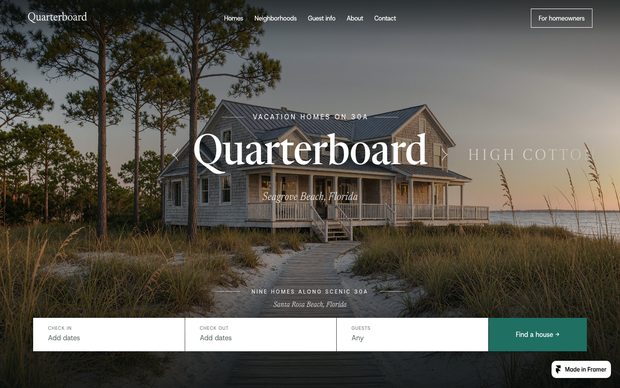 Quarterboard
Homes Neighborhoods Guest info About Contact
For homeowners
VACATION HOMES ON 30A
Quarterboard
HIGH COTTO
Seagrove Beach, Florida
NINE HOMES ALONG SCENIC 30A
Santa Rosa Beach, Florida
CHECK IN
Add dates
CHECK OUT
Add dates
GUESTS
Any
Find a house →
Made in Framer